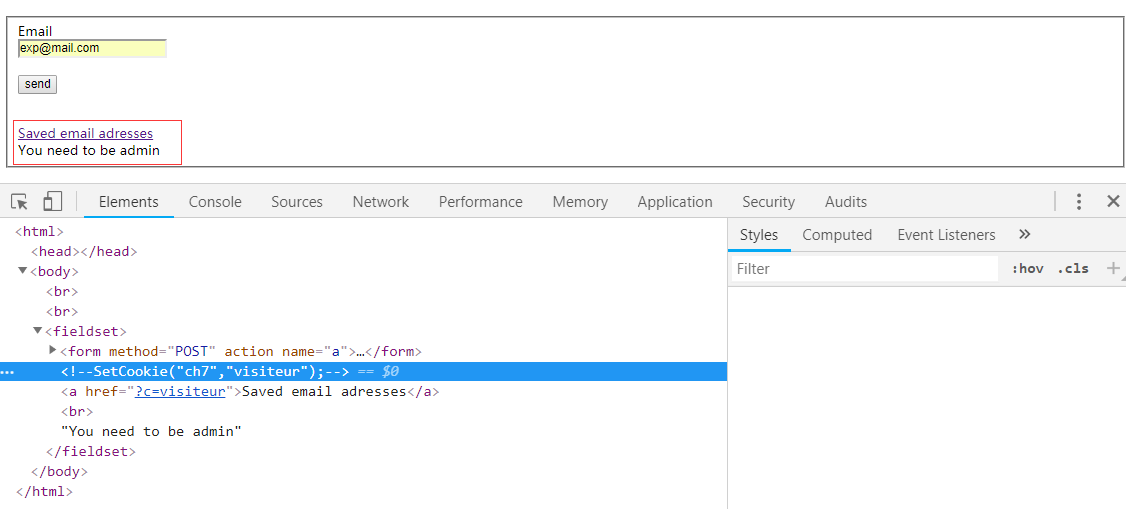 Email
exp@mail.com
send
Saved email adresses
You need to be admin
Elements Console Sources Network Performance Memory Application Security Audits
<html>
<head></head>
<body>
<br>
<br>
<fieldset>
<form method="POST" action name="a">…</form>
<!--SetCookie("ch7","visiteur");--> == $0
<a href="?c=visiteur">Saved email adresses</a>
<br>
"You need to be admin"
</fieldset>
</body>
</html>
Styles Computed Event Listeners
Filter :hov .cls